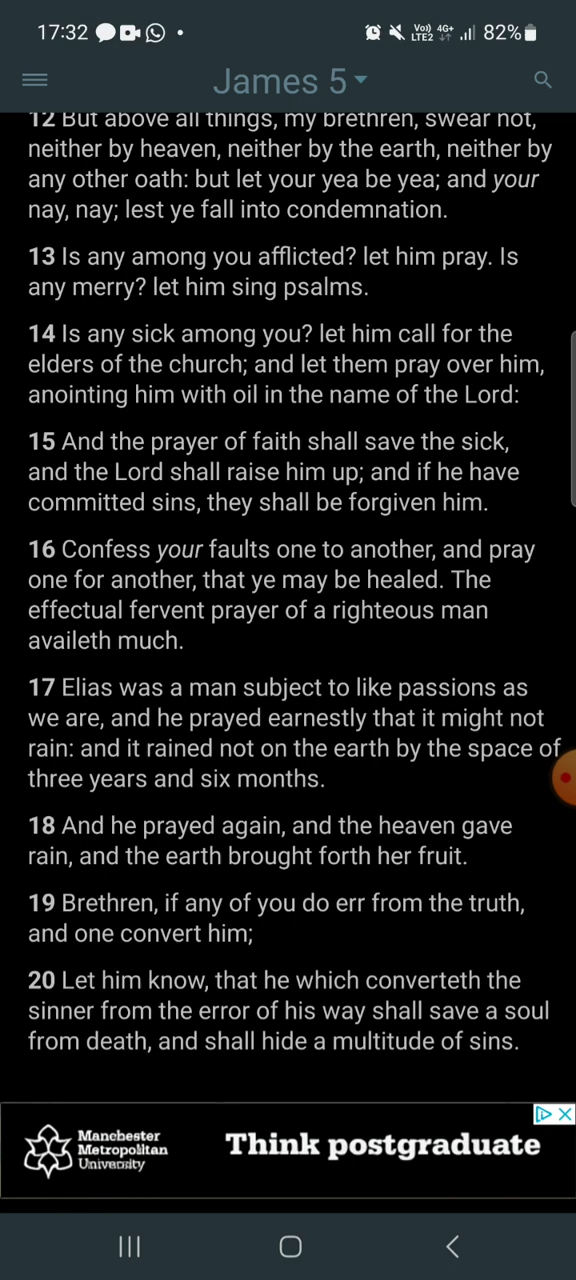 17:32
Vo)) 4G+
LTE2
82%
James 5
12 But above all things, my brethren, swear not,
neither by heaven, neither by the earth, neither by
any other oath: but let your yea be yea; and your
nay, nay; lest ye fall into condemnation.
13 Is any among you afflicted? let him pray. Is
any merry? let him sing psalms.
14 Is any sick among you? let him call for the
elders of the church; and let them pray over him,
anointing him with oil in the name of the Lord:
15 And the prayer of faith shall save the sick,
and the Lord shall raise him up; and if he have
committed sins, they shall be forgiven him.
16 Confess your faults one to another, and pray
one for another, that ye may be healed. The
effectual fervent prayer of a righteous man
availeth much.
17 Elias was a man subject to like passions as
we are, and he prayed earnestly that it might not
rain: and it rained not on the earth by the space of
three years and six months.
18 And he prayed again, and the heaven gave
rain, and the earth brought forth her fruit.
19 Brethren, if any of you do err from the truth,
and one convert him;
20 Let him know, that he which converteth the
sinner from the error of his way shall save a soul
from death, and shall hide a multitude of sins.
Manchester
Metropolitan
University
Think postgraduate